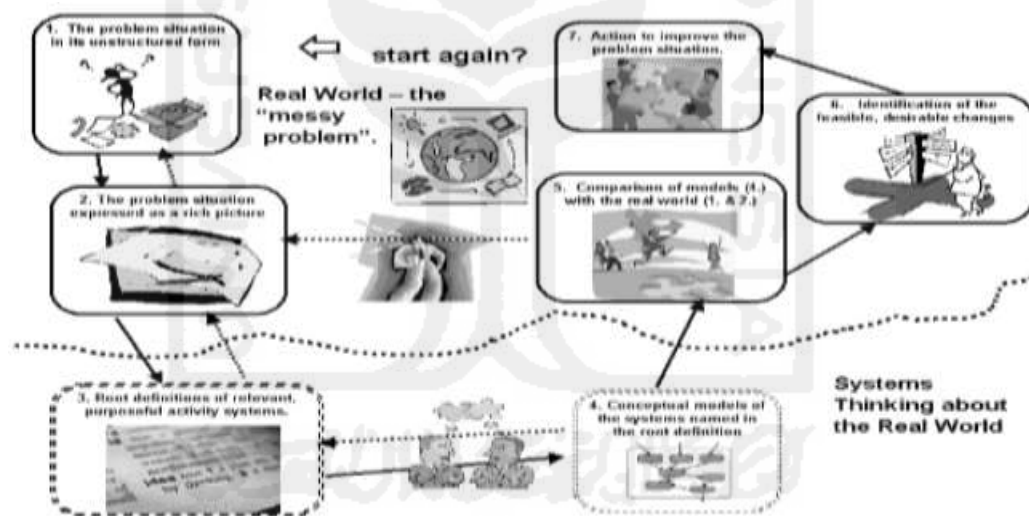 1. The problem situation
in its unstructured form
start again?
Real World – the
"messy
problem".
7. Action to improve the
problem situation.
6. Identification of the
feasible, desirable changes
2. The problem situation
expressed as a rich picture
5. Comparison of models (4.)
with the real world (1. & 2.)
3. Root definitions of relevant,
purposeful activity systems.
4. Conceptual models of
the systems named in
the root definition
Systems
Thinking about
the Real World